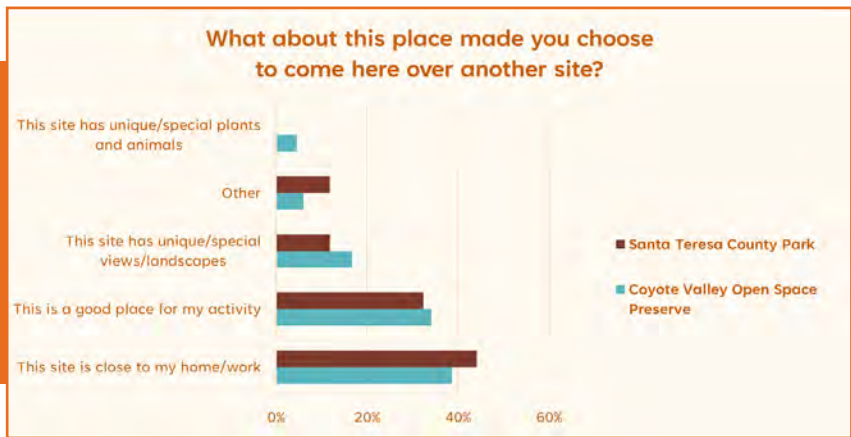 What about this place made you choose
to come here over another site?
This site has unique/special plants
and animals
Other
This site has unique/special
views/landscapes
This is a good place for my activity
This site is close to my home/work
Santa Teresa County Park
Coyote Valley Open Space
Preserve
0% 20% 40% 60%